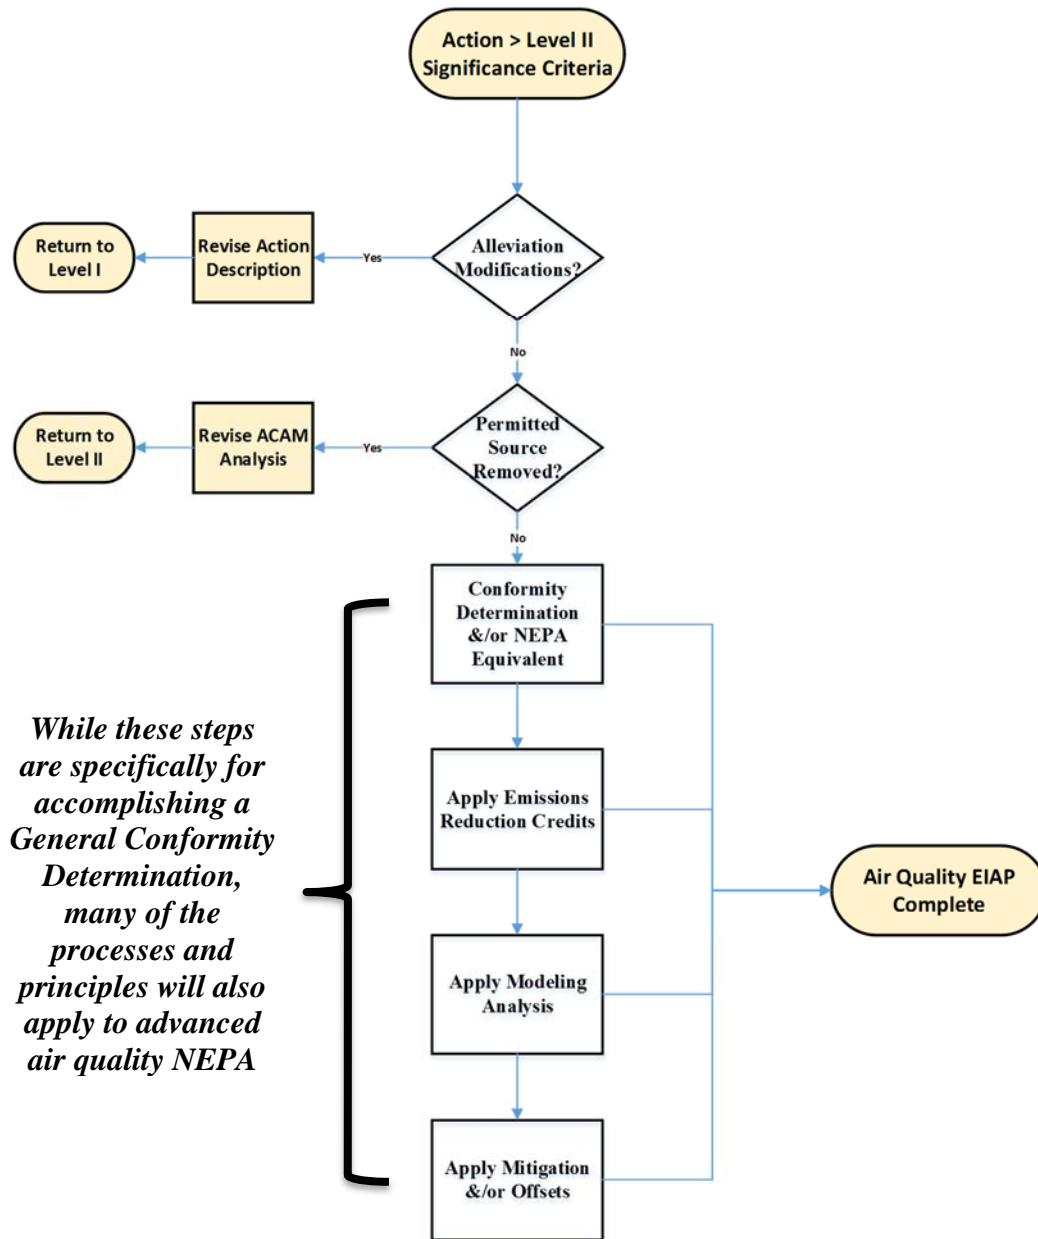 Action > Level II
Significance Criteria
Alleviation
Modifications?
Yes
Revise Action
Description
Return to
Level I
No
Permitted
Source
Removed?
Yes
Revise ACAM
Analysis
Return to
Level II
No
Conformity
Determination
&/or NEPA
Equivalent
Apply Emissions
Reduction Credits
Apply Modeling
Analysis
Apply Mitigation
&/or Offsets
Air Quality EIAP
Complete
While these steps
are specifically for
accomplishing a
General Conformity
Determination,
many of the
processes and
principles will also
apply to advanced
air quality NEPA